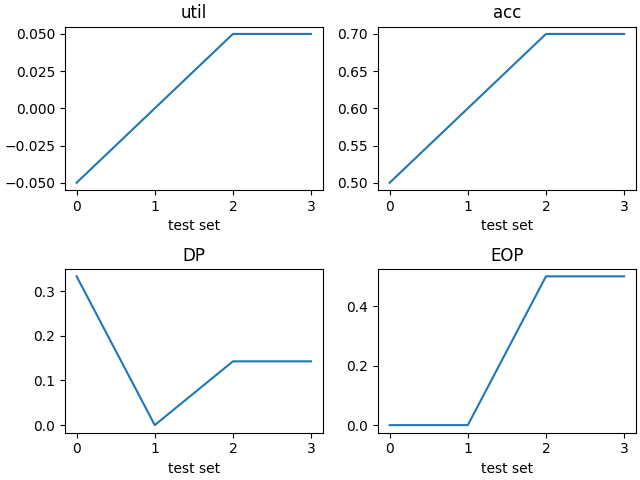 util
0.050
0.025
0.000
−0.025
−0.050
0 1 2 3
test set
acc
0.70
0.65
0.60
0.55
0.50
0 1 2 3
test set
DP
0.3
0.2
0.1
0.0
0 1 2 3
test set
EOP
0.4
0.2
0.0
0 1 2 3
test set